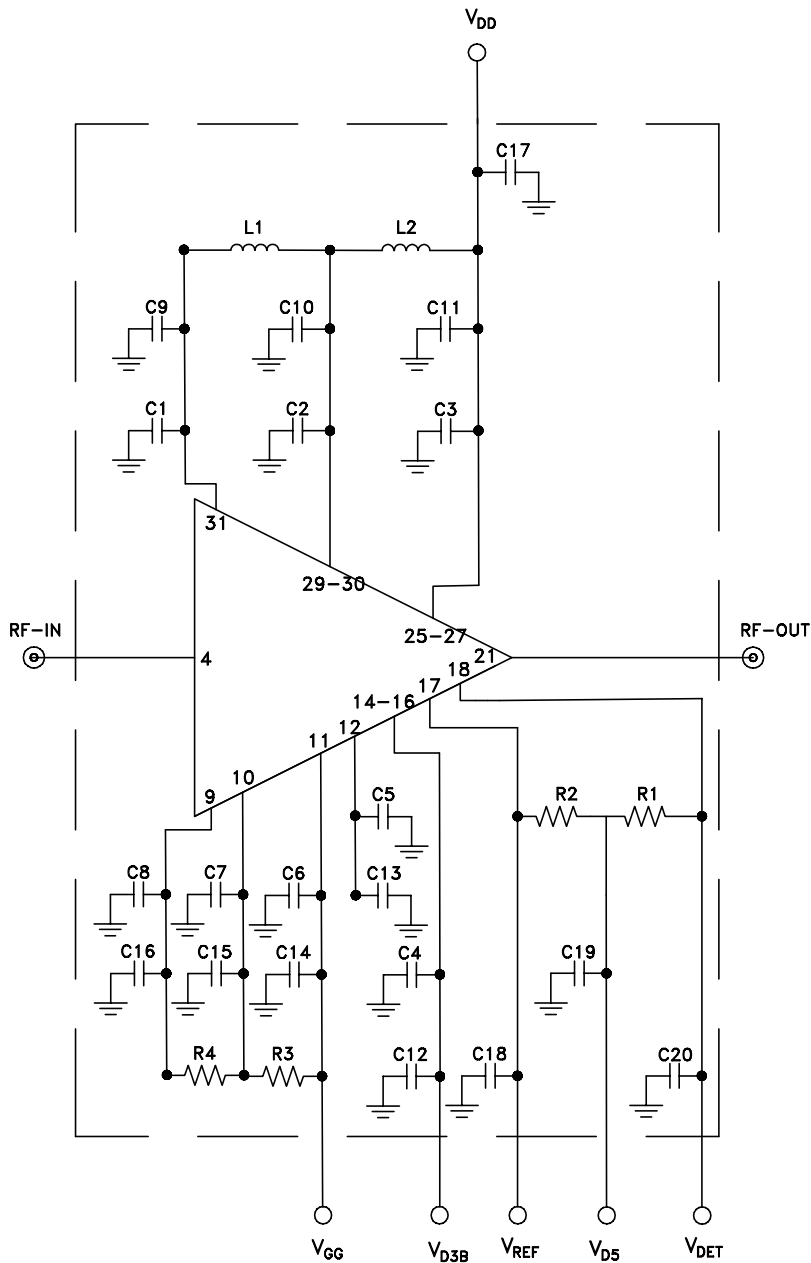 VDD
C17
L1 L2
C9 C10 C11
C1 C2 C3
31
29-30
25-27
RF-IN RF-OUT
4 21
18
17
14-16
12
11
10
9
C5 R2 R1
C8 C7 C6 C13
C16 C15 C14 C4 C19
R4 R3 C12 C18 C20
VGG VD3B VREF VD5 VDET